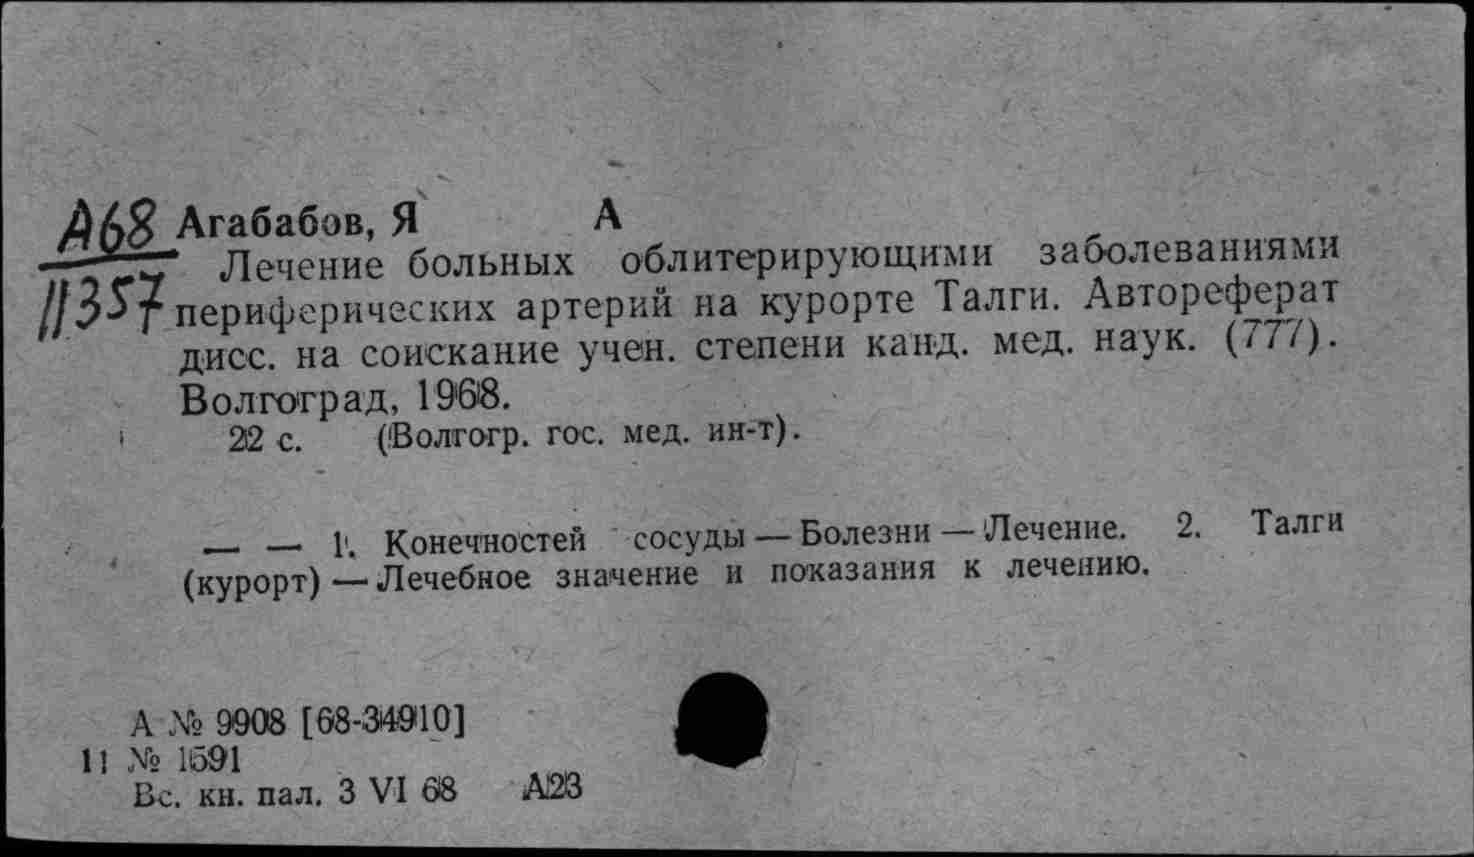 А68 Агабабов, Я А
11357
Лечение больных облитерирующими заболеваниями
периферических артерий на курорте Талги. Автореферат
дисс. на соискание учен. степени канд. мед. наук. (777).
Волгоград, 1968.
22 с. (Волгогр. гос. мед. ин-т).
— — 1. Конечностей сосуды — Болезни — Лечение. 2. Талги
(курорт) — Лечебное значение и показания к лечению.
А № 9908 [68-34910]
11 № 1591
Вс. кн. пал. 3 VI 68 А23